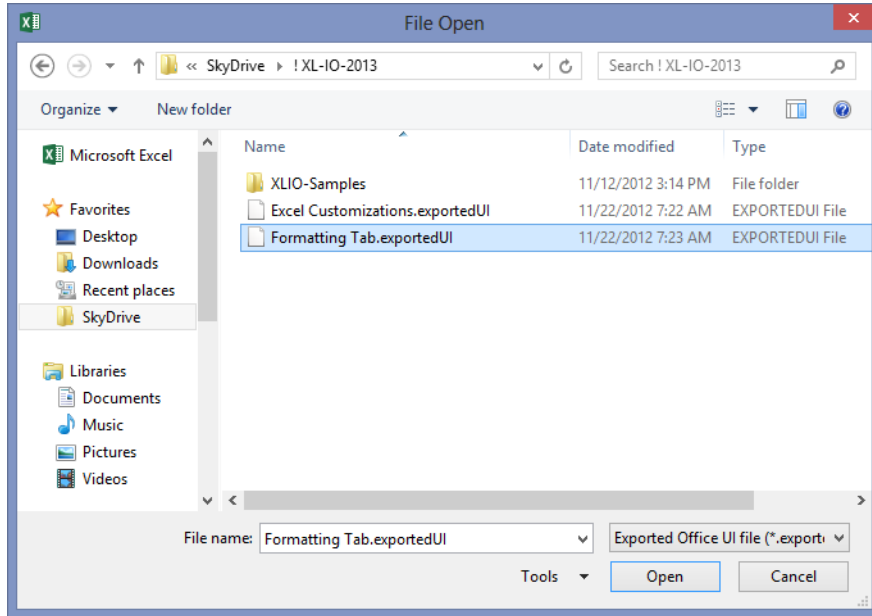 File Open
« SkyDrive ! XL-IO-2013
Search ! XL-IO-2013
Organize New folder
Microsoft Excel
Favorites
Desktop
Downloads
Recent places
SkyDrive
Libraries
Documents
Music
Pictures
Videos
Name Date modified Type
XLIO-Samples 11/12/2012 3:14 PM File folder
Excel Customizations.exportedUI 11/22/2012 7:22 AM EXPORTEDUI File
Formatting Tab.exportedUI 11/22/2012 7:23 AM EXPORTEDUI File
File name: Formatting Tab.exportedUI Exported Office UI file (*.export
Tools Open Cancel